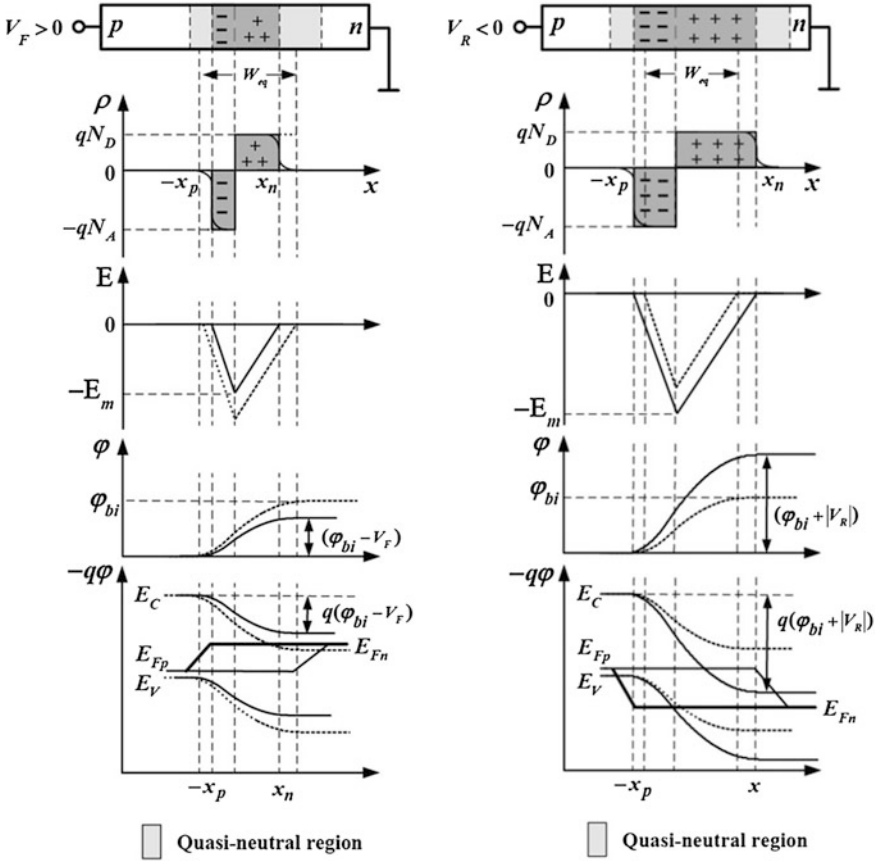 V_F > 0
p
n
W_eq
ρ
qN_D
0
−x_p
x_n
x
−qN_A
E
0
−E_m
φ
φ_bi
(φ_bi − V_F)
−qφ
E_C
q(φ_bi − V_F)
E_Fp
E_Fn
E_V
−x_p
x_n
Quasi-neutral region
V_R < 0
p
n
W_eq
ρ
qN_D
0
−x_p
x_n
x
−qN_A
E
0
−E_m
φ
φ_bi
(φ_bi + |V_R|)
−qφ
E_C
q(φ_bi + |V_R|)
E_Fp
E_V
E_Fn
−x_p
x
Quasi-neutral region